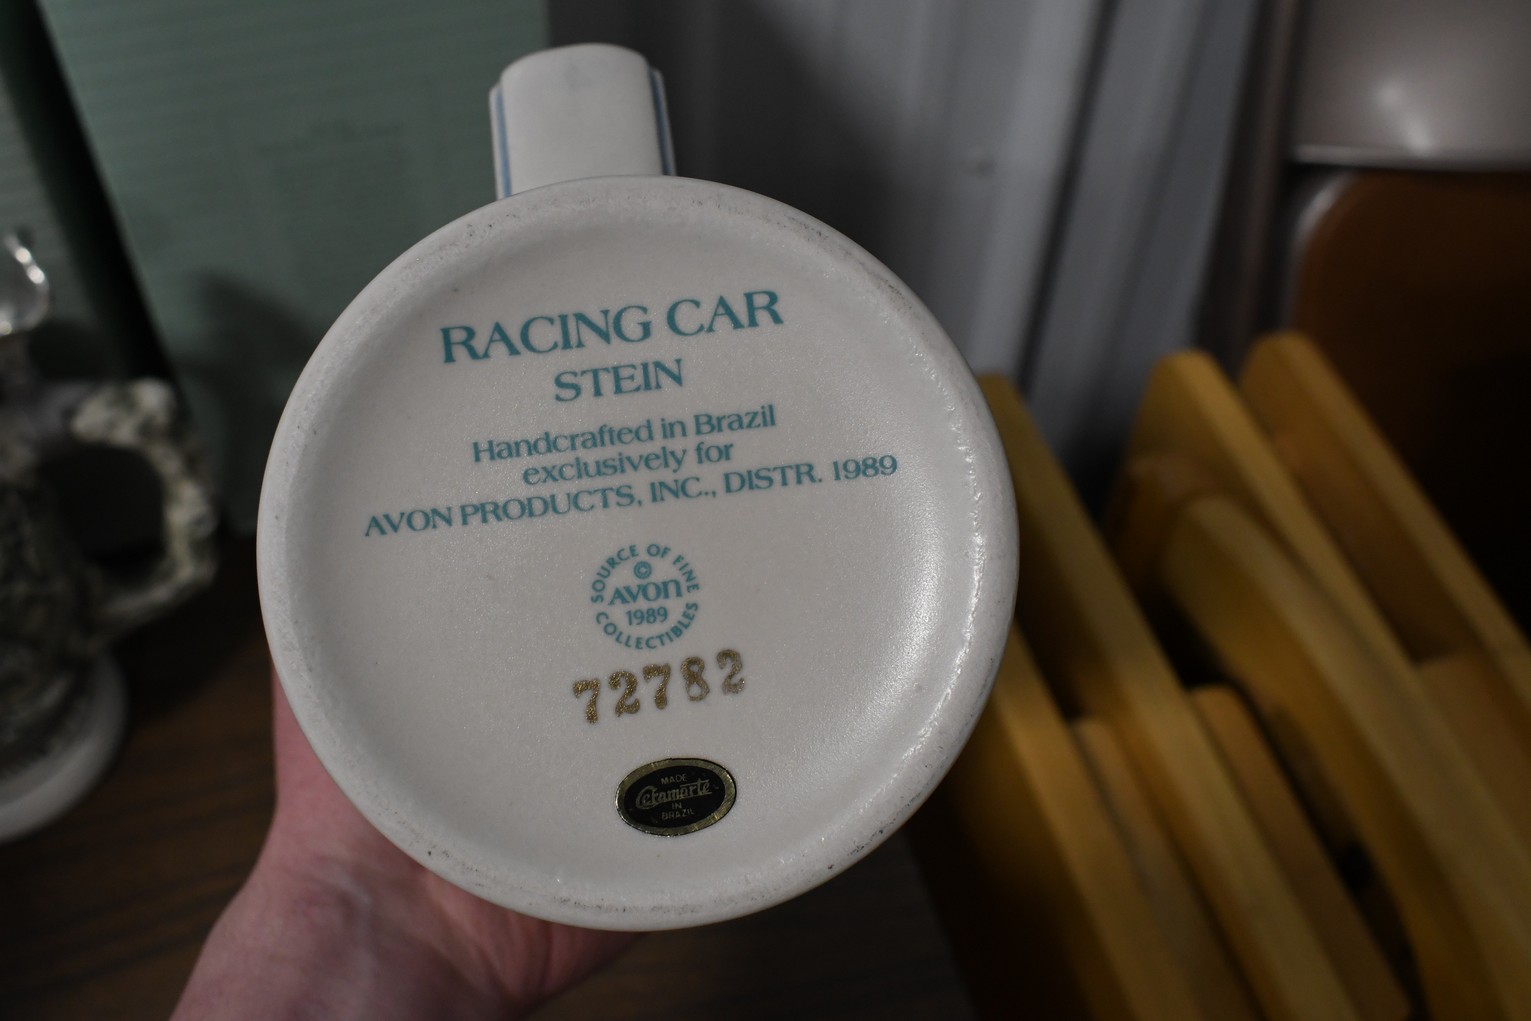 RACING CAR
STEIN
Handcrafted in Brazil
exclusively for
AVON PRODUCTS, INC., DISTR. 1989
SOURCE OF FINE
©
AVON
1989
COLLECTIBLES
72782
MADE
Ceramarte
IN
BRAZIL